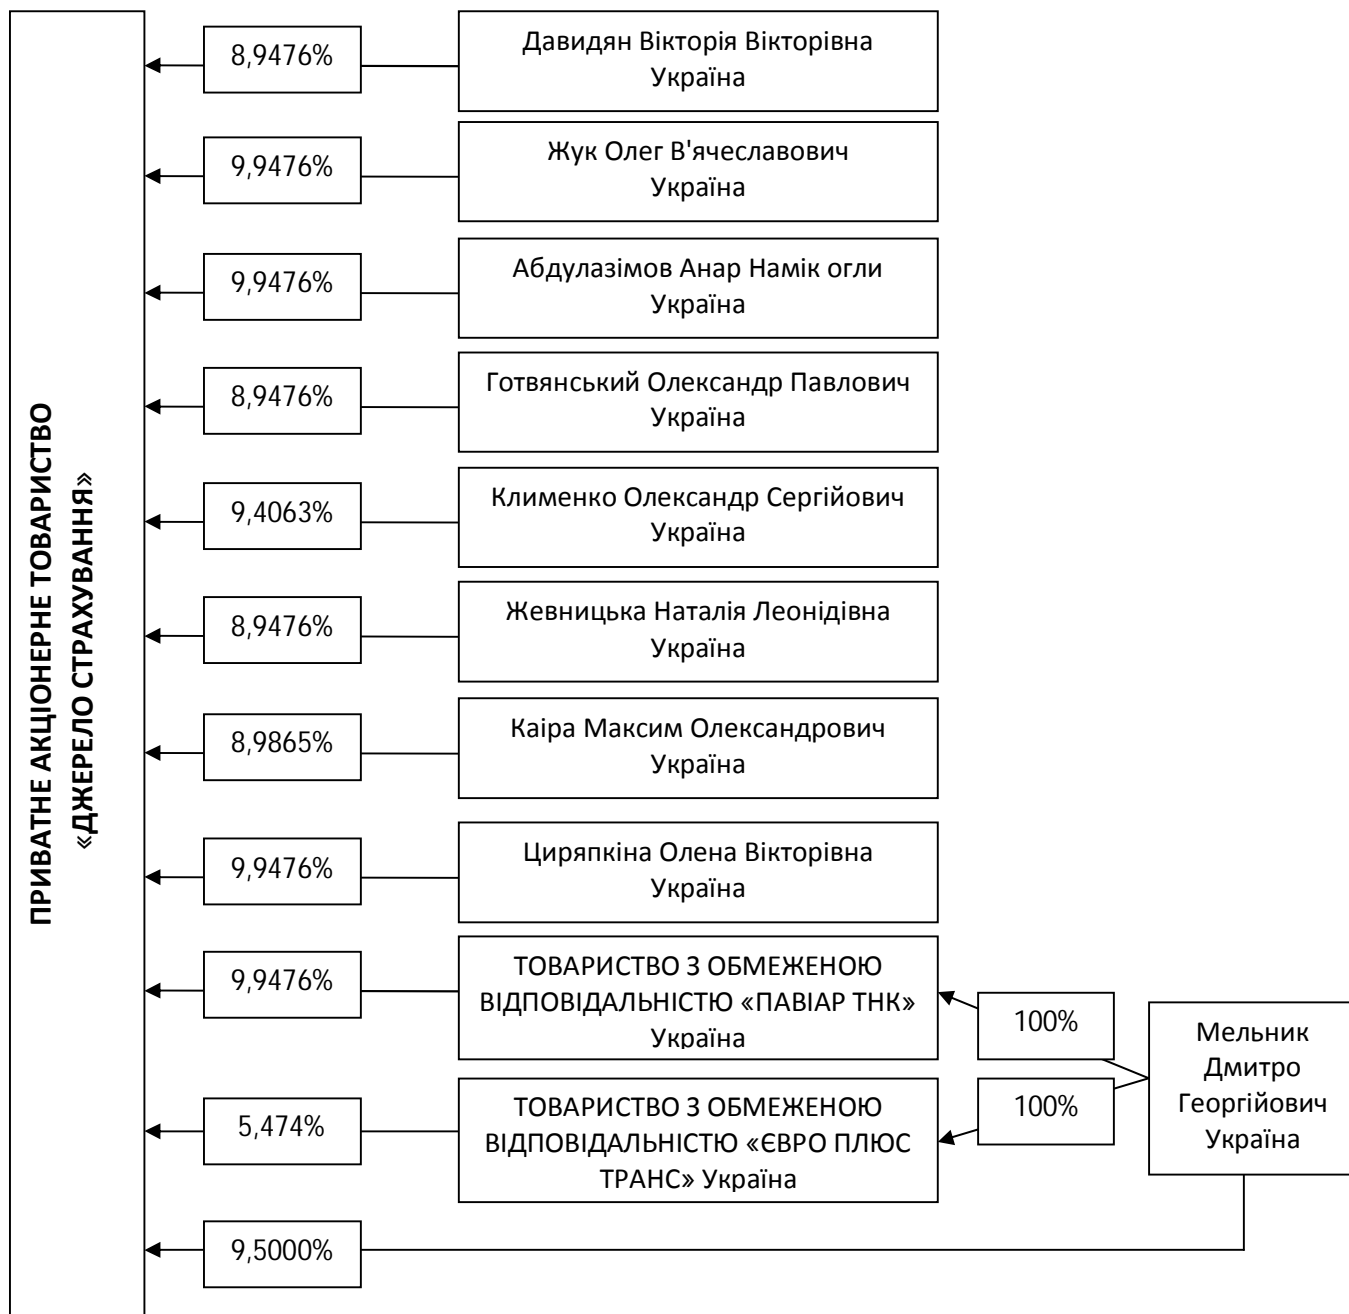 ПРИВАТНЕ АКЦІОНЕРНЕ ТОВАРИСТВО
«ДЖЕРЕЛО СТРАХУВАННЯ»
8,9476%
Давидян Вікторія Вікторівна
Україна
9,9476%
Жук Олег В'ячеславович
Україна
9,9476%
Абдулазімов Анар Намік огли
Україна
8,9476%
Готвянський Олександр Павлович
Україна
9,4063%
Клименко Олександр Сергійович
Україна
8,9476%
Жевницька Наталія Леонідівна
Україна
8,9865%
Каіра Максим Олександрович
Україна
9,9476%
Циряпкіна Олена Вікторівна
Україна
9,9476%
ТОВАРИСТВО З ОБМЕЖЕНОЮ
ВІДПОВІДАЛЬНІСТЮ «ПАВІАР ТНК»
Україна
100%
Мельник
Дмитро
Георгійович
Україна
5,474%
ТОВАРИСТВО З ОБМЕЖЕНОЮ
ВІДПОВІДАЛЬНІСТЮ «ЄВРО ПЛЮС
ТРАНС» Україна
100%
9,5000%